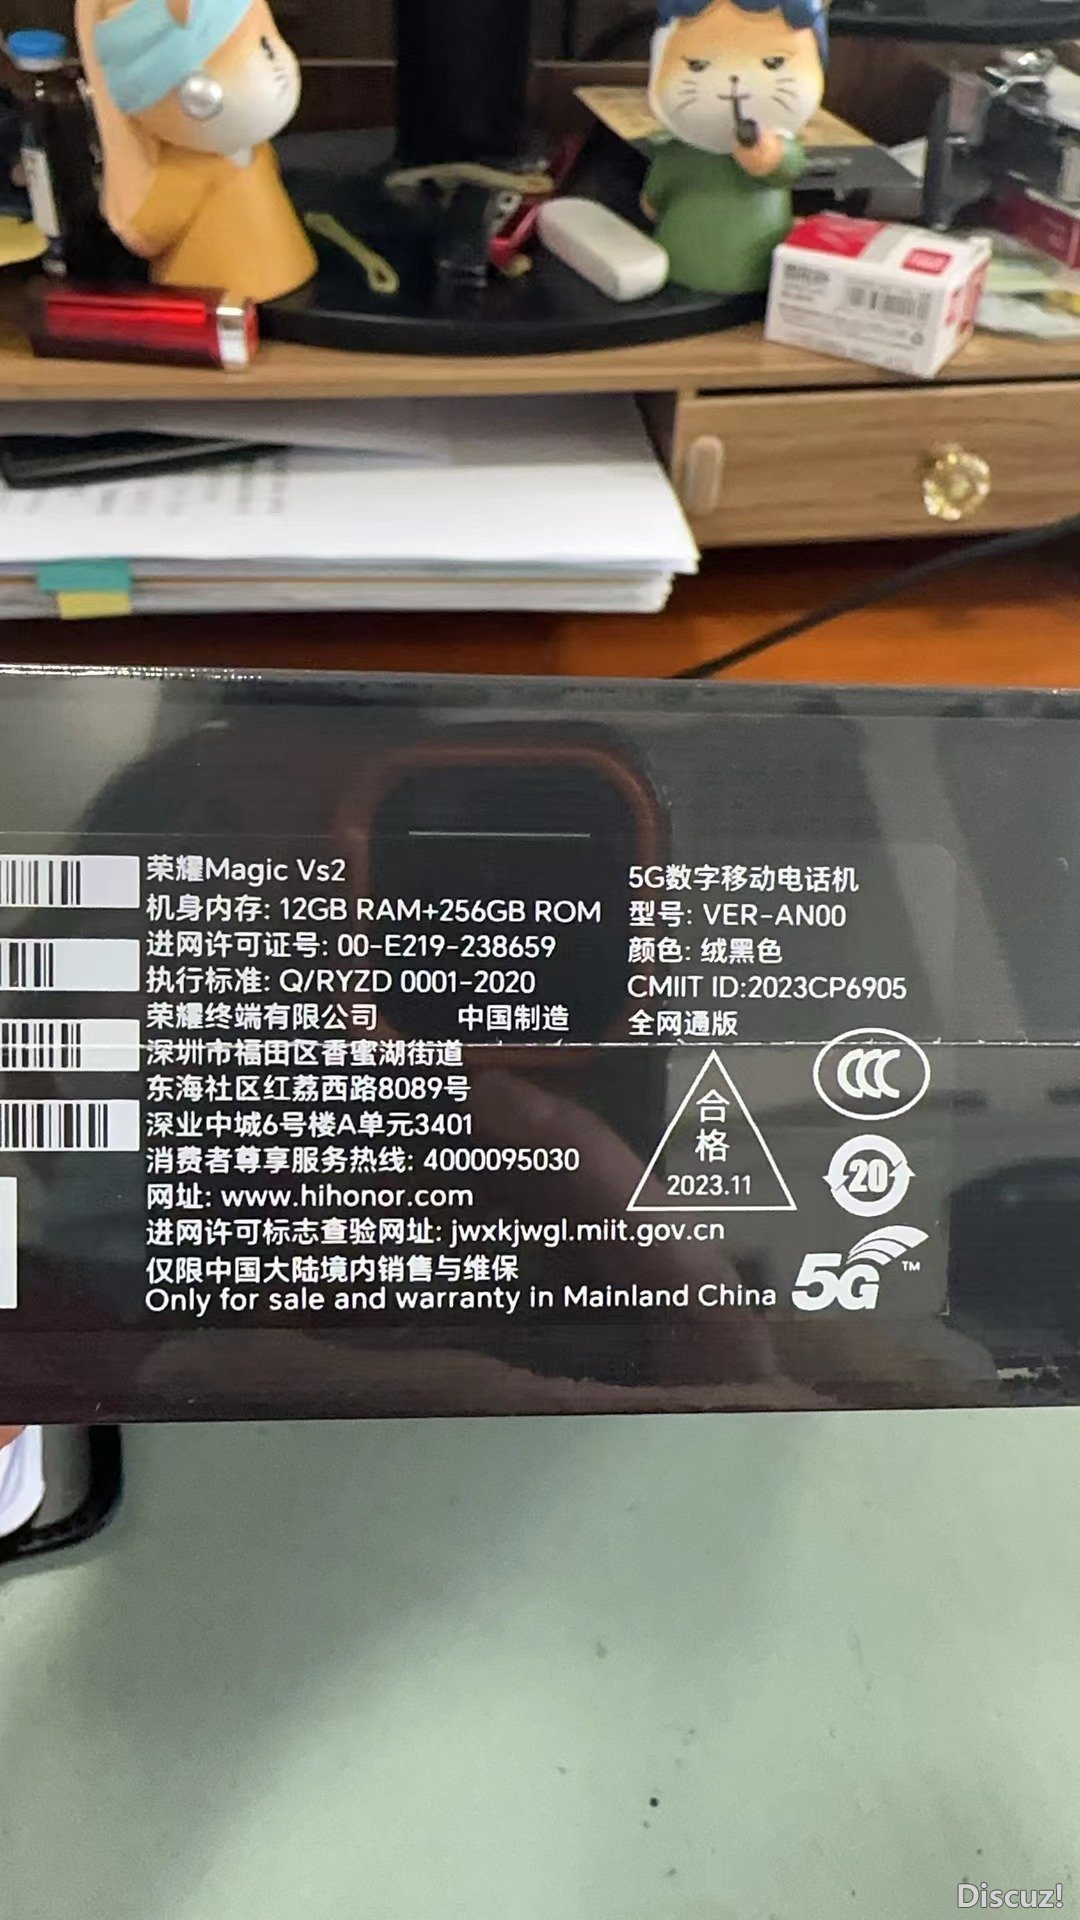 荣耀Magic Vs2
机身内存: 12GB RAM+256GB ROM
进网许可证号: 00-E219-238659
执行标准: Q/RYZD 0001-2020
荣耀终端有限公司 中国制造
深圳市福田区香蜜湖街道
东海社区红荔西路8089号
深业中城6号楼A单元3401
消费者尊享服务热线: 4000095030
网址: www.hihonor.com
进网许可标志查验网址: jwxkjwgl.miit.gov.cn
仅限中国大陆境内销售与维保
Only for sale and warranty in Mainland China
5G数字移动电话机
型号: VER-AN00
颜色: 绒黑色
CMIIT ID:2023CP6905
全网通版
合
格
2023.11
CCC
20
5G TM
Discuz!